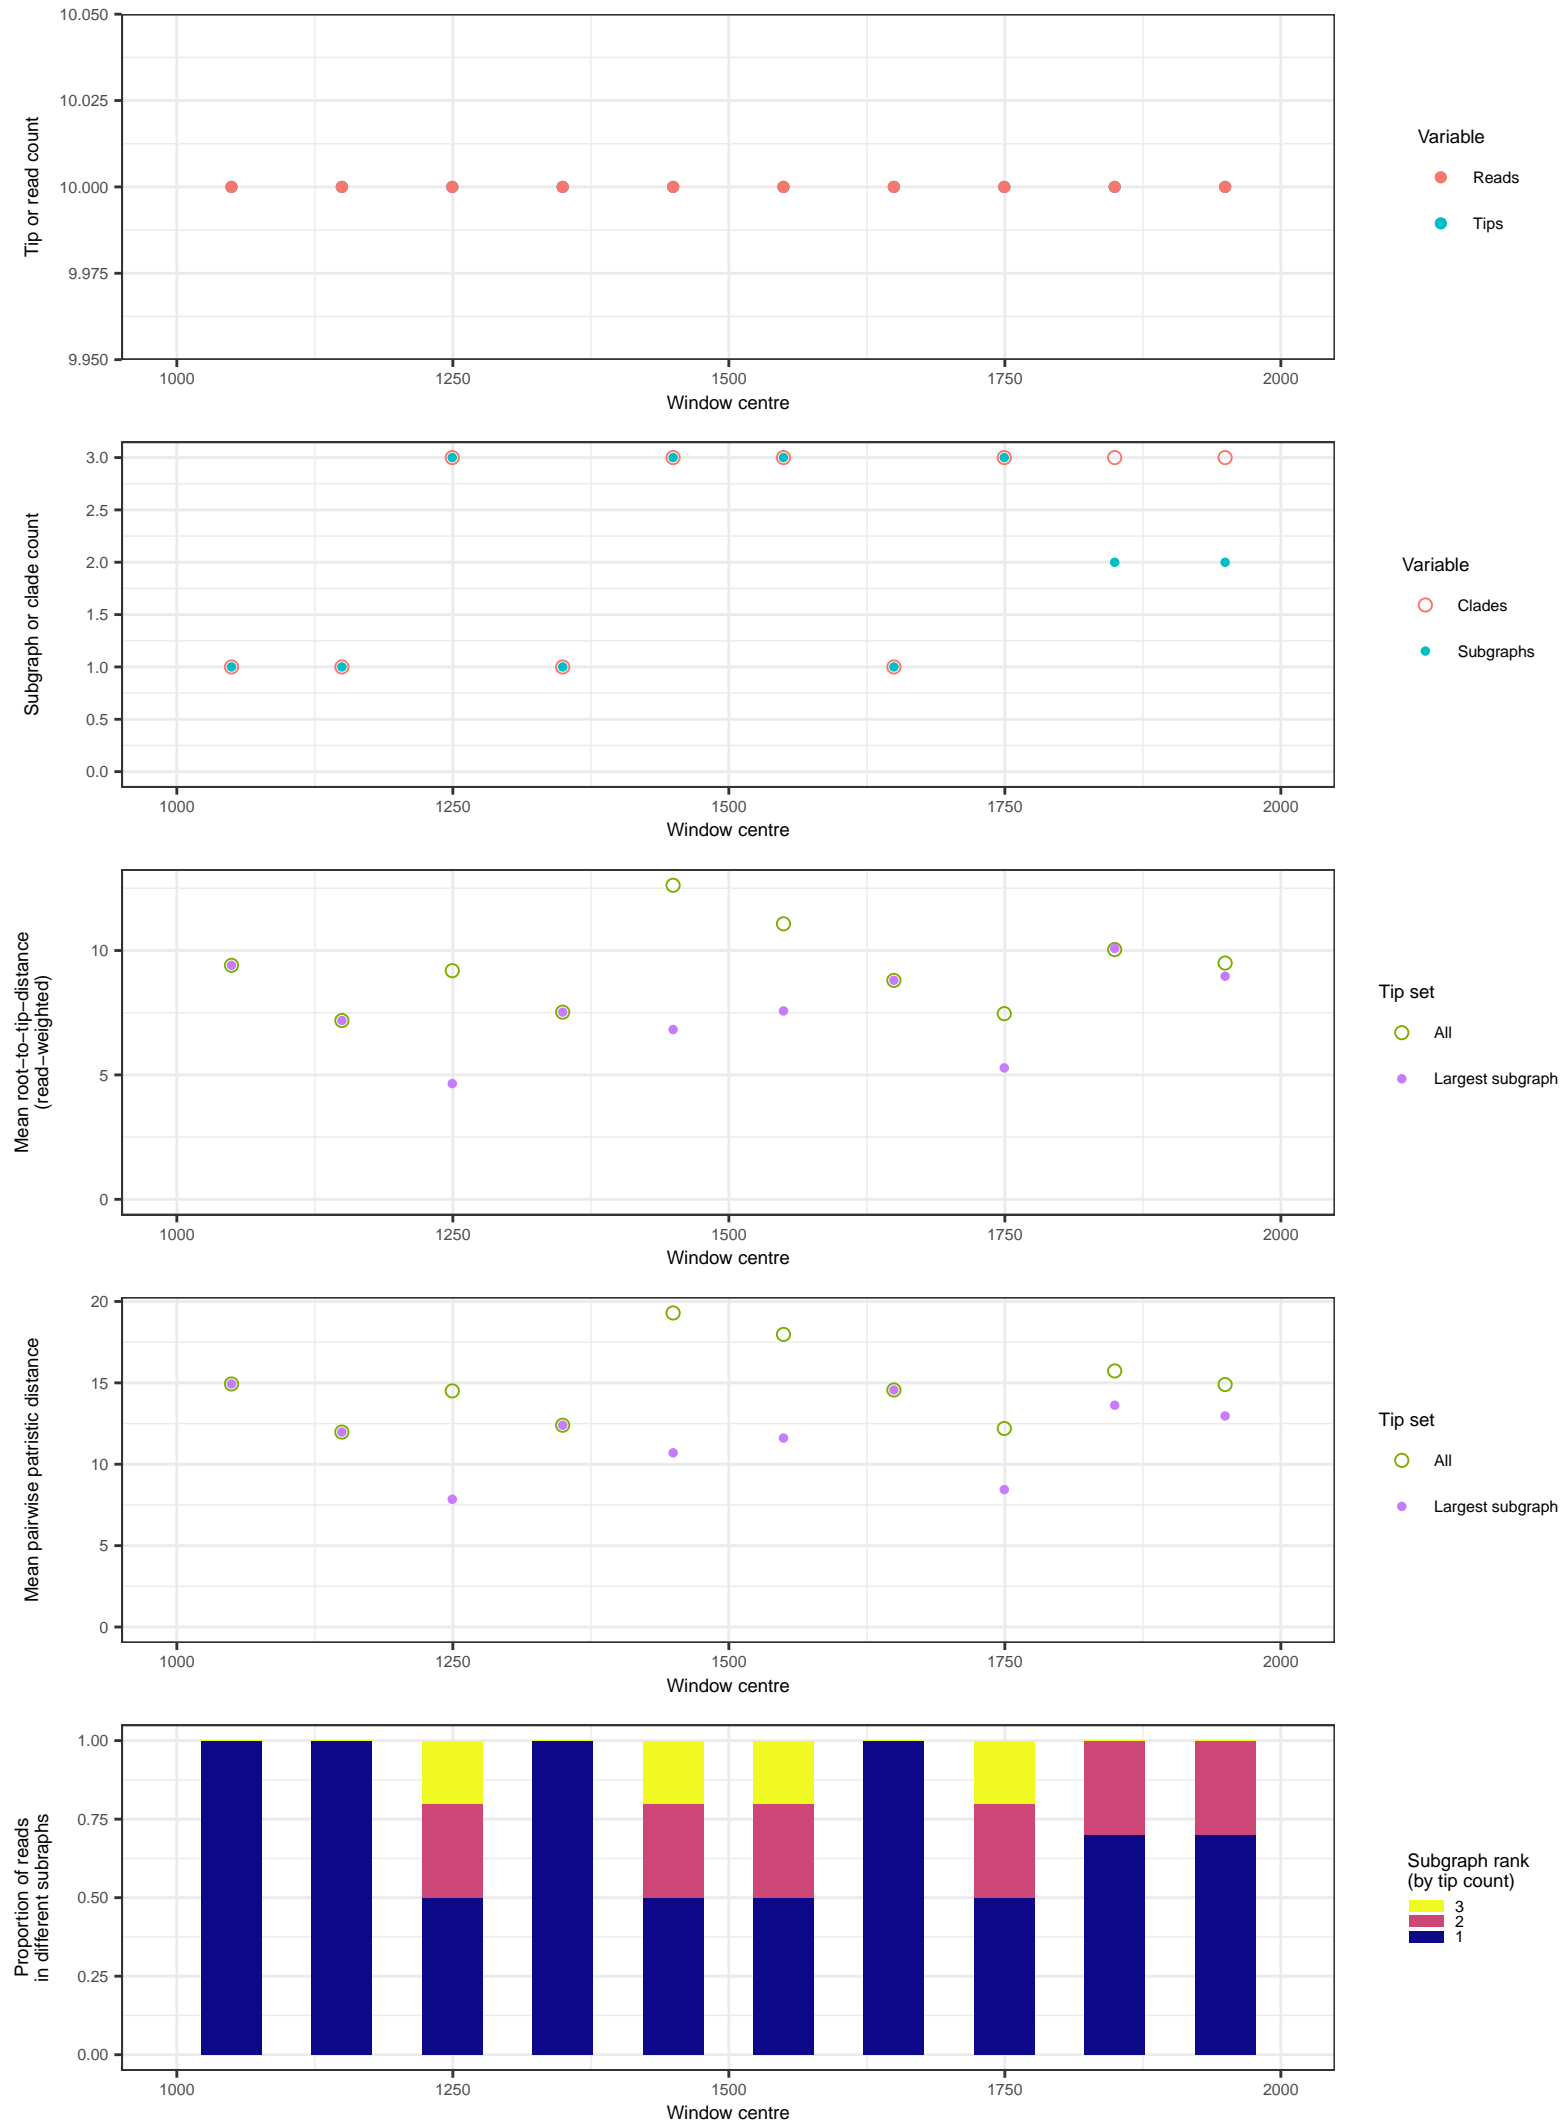 10.050
10.025
10.000
9.975
9.950
Tip or read count
1000 1250 1500 1750 2000
Window centre
Variable
Reads
Tips
3.0
2.5
2.0
1.5
1.0
0.5
0.0
Subgraph or clade count
1000 1250 1500 1750 2000
Window centre
Variable
Clades
Subgraphs
10
5
0
Mean root−to−tip−distance
(read−weighted)
1000 1250 1500 1750 2000
Window centre
Tip set
All
Largest subgraph
20
15
10
5
0
Mean pairwise patristic distance
1000 1250 1500 1750 2000
Window centre
Tip set
All
Largest subgraph
1.00
0.75
0.50
0.25
0.00
Proportion of reads
in different subraphs
1000 1250 1500 1750 2000
Window centre
Subgraph rank
(by tip count)
3
2
1